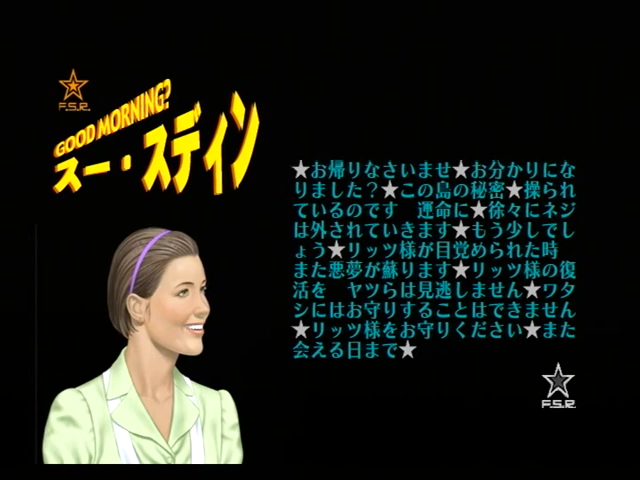 F.S.R.
GOOD MORNING?
スー・スディン
★お帰りなさいませ★お分かりにな
りました？★この島の秘密★操られ
ているのです　運命に★徐々にネジ
は外されていきます★もう少しでし
ょう★リッツ様が目覚められた時
また悪夢が蘇ります★リッツ様の復
活を　ヤツらは見逃しません★ワタ
シにはお守りすることはできません
★リッツ様をお守りください★また
会える日まで★
F.S.R.